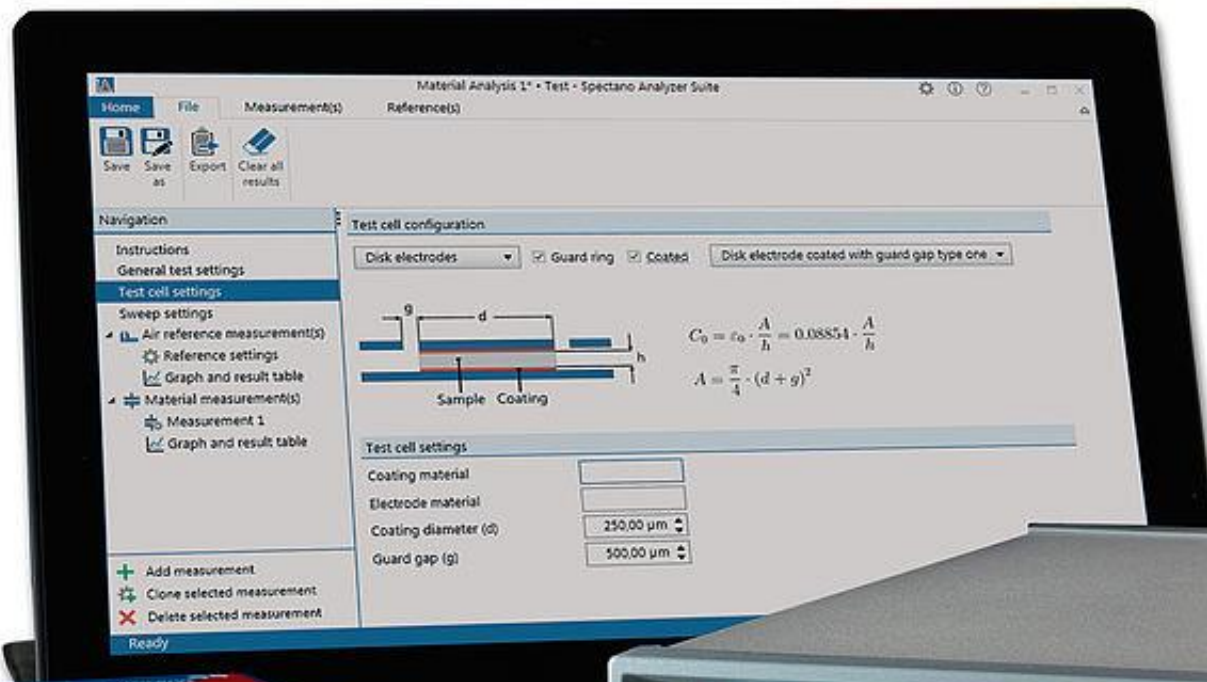 Material Analysis 1* • Test - Spectano Analyzer Suite
Home File Measurement(s) Reference(s)
Save Save as Export Clear all results
Navigation
Instructions
General test settings
Test cell settings
Sweep settings
Air reference measurement(s)
Reference settings
Graph and result table
Material measurement(s)
Measurement 1
Graph and result table
Add measurement
Clone selected measurement
Delete selected measurement
Ready
Test cell configuration
Disk electrodes Guard ring Coated Disk electrode coated with guard gap type one
g d h
Sample Coating
C₀ = ε₀ · A/h = 0.08854 · A/h
A = π/4 · (d + g)²
Test cell settings
Coating material
Electrode material
Coating diameter (d) 250,00 µm
Guard gap (g) 500,00 µm